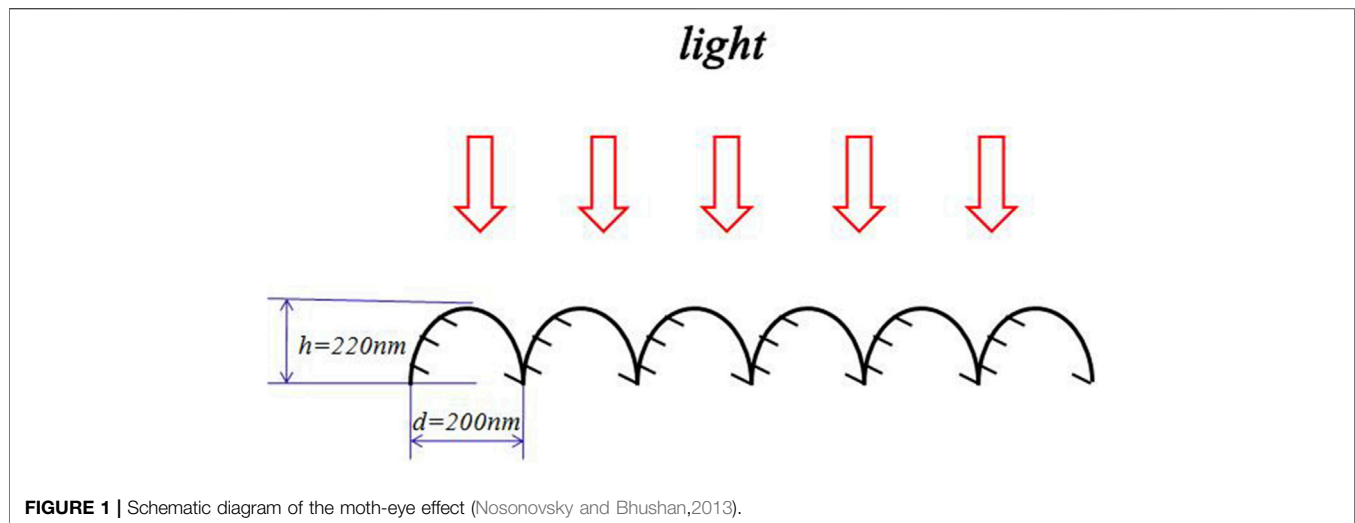 light
h=220nm
d=200nm
FIGURE 1 | Schematic diagram of the moth-eye effect (Nosonovsky and Bhushan,2013).